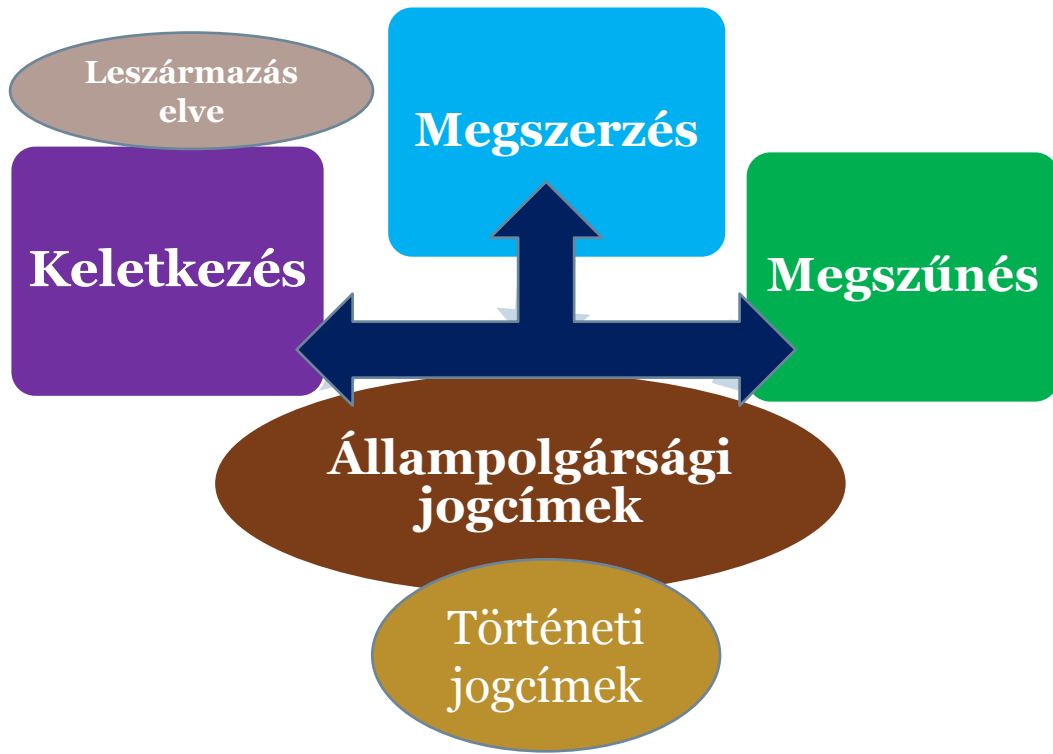 Leszármazás
elve
Megszerzés
Keletkezés
Megszűnés
Állampolgársági
jogcímek
Történeti
jogcímek